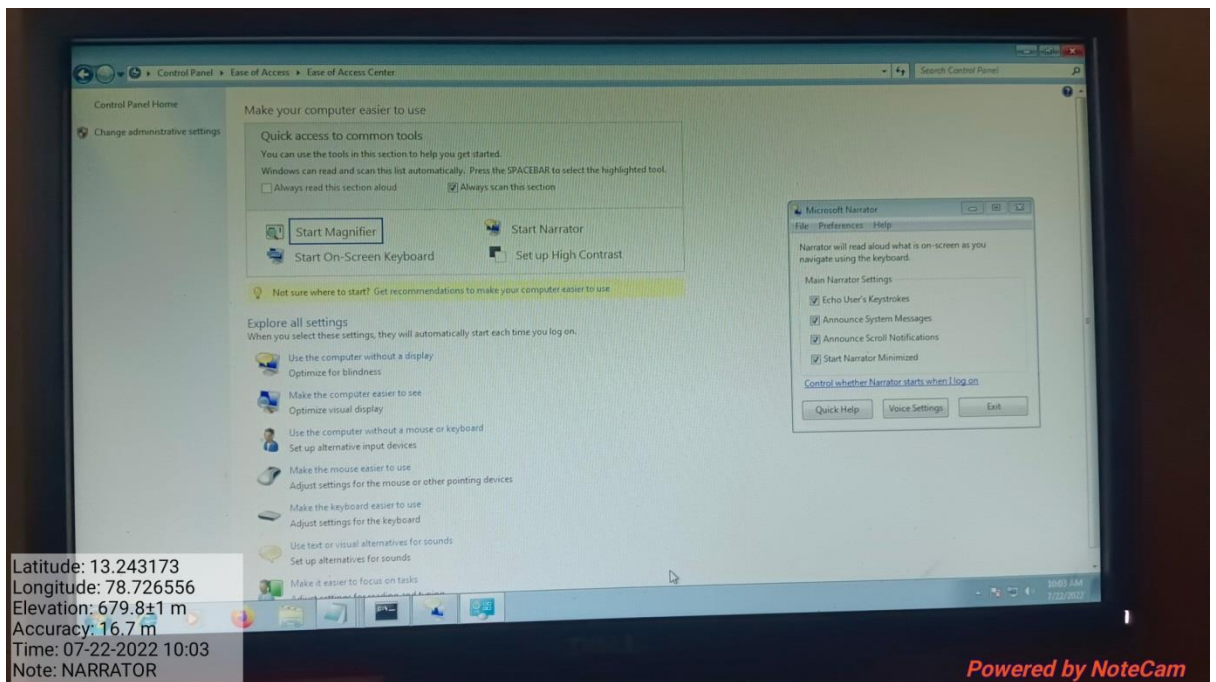 Control Panel ▸ Ease of Access ▸ Ease of Access Center
Search Control Panel
Control Panel Home
Change administrative settings
Make your computer easier to use
Quick access to common tools
You can use the tools in this section to help you get started.
Windows can read and scan this list automatically. Press the SPACEBAR to select the highlighted tool.
Always read this section aloud
Always scan this section
Start Magnifier
Start Narrator
Start On-Screen Keyboard
Set up High Contrast
Not sure where to start? Get recommendations to make your computer easier to use
Explore all settings
When you select these settings, they will automatically start each time you log on.
Use the computer without a display
Optimize for blindness
Make the computer easier to see
Optimize visual display
Use the computer without a mouse or keyboard
Set up alternative input devices
Make the mouse easier to use
Adjust settings for the mouse or other pointing devices
Make the keyboard easier to use
Adjust settings for the keyboard
Use text or visual alternatives for sounds
Set up alternatives for sounds
Make it easier to focus on tasks
Adjust settings for reading and typing
Microsoft Narrator
File Preferences Help
Narrator will read aloud what is on-screen as you
navigate using the keyboard.
Main Narrator Settings
Echo User's Keystrokes
Announce System Messages
Announce Scroll Notifications
Start Narrator Minimized
Control whether Narrator starts when I log on
Quick Help
Voice Settings
Exit
10:03 AM
7/22/2022
DELL
Latitude: 13.243173
Longitude: 78.726556
Elevation: 679.8±1 m
Accuracy: 16.7 m
Time: 07-22-2022 10:03
Note: NARRATOR
Powered by NoteCam